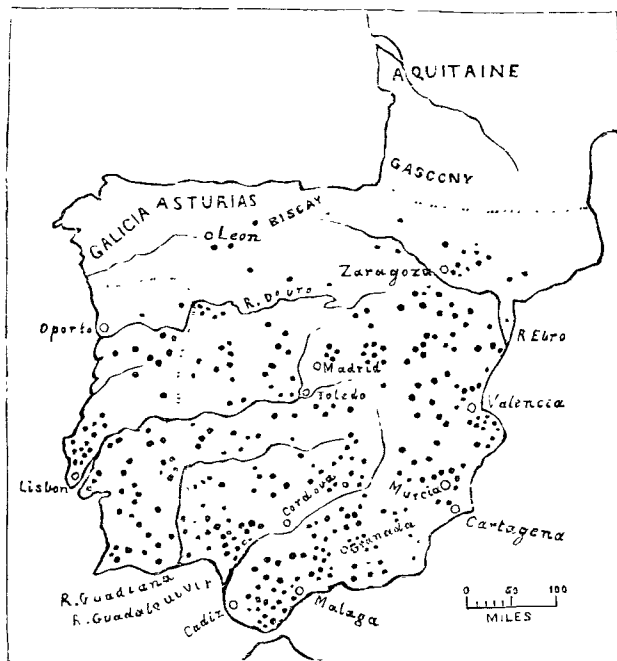 AQUITAINE
GASCONY
GALICIA
ASTURIAS
BISCAY
Leon
Zaragoza
R. DOURO
Oporto
R Ebro
Madrid
Toledo
Valencia
Lisbon
Cordova
Murcia
Granada
Cartagena
R. Guadiana
R. Guadalquivir
Cadiz
Malaga
0 50 100
MILES